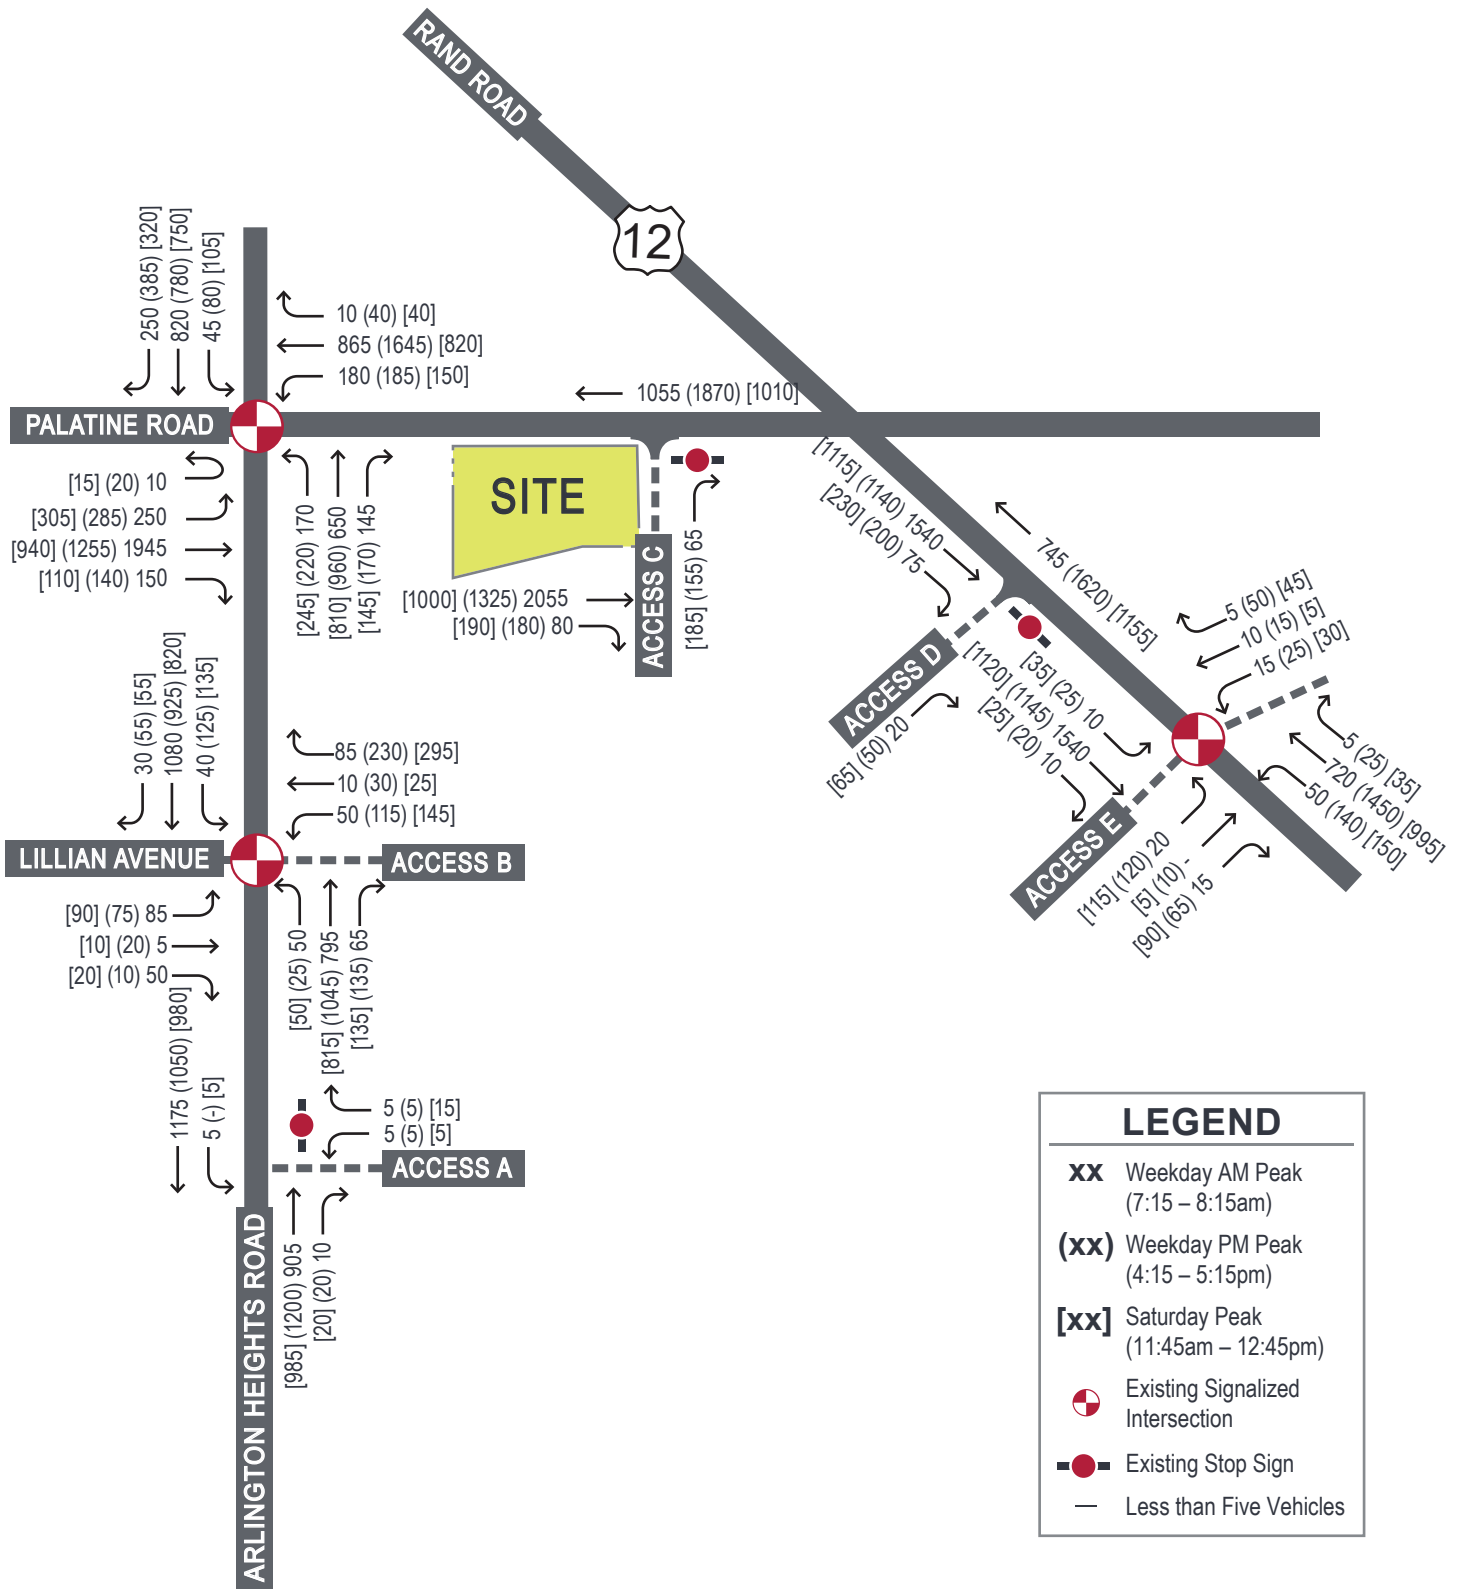 RAND ROAD
12
250 (385) [320]
820 (780) [750]
45 (80) [105]
10 (40) [40]
865 (1645) [820]
180 (185) [150]
1055 (1870) [1010]
PALATINE ROAD
[15] (20) 10
[305] (285) 250
[940] (1255) 1945
[110] (140) 150
[245] (220) 170
[810] (960) 650
[145] (170) 145
SITE
[1000] (1325) 2055
[190] (180) 80
ACCESS C
[185] (155) 65
[1115] (1140) 1540
[230] (200) 75
745 (1620) [1155]
5 (50) [45]
10 (15) [5]
15 (25) [30]
ACCESS D
[65] (50) 20
[35] (25) 10
[1120] (1145) 1540
[25] (20) 10
5 (25) [35]
720 (1450) [995]
50 (140) [150]
ACCESS E
[115] (120) 20
[5] (10) -
[90] (65) 15
30 (55) [55]
1080 (925) [820]
40 (125) [135]
85 (230) [295]
10 (30) [25]
50 (115) [145]
LILLIAN AVENUE
ACCESS B
[90] (75) 85
[10] (20) 5
[20] (10) 50
[50] (25) 50
[815] (1045) 795
[135] (135) 65
1175 (1050) [980]
5 (-) [5]
5 (5) [15]
5 (5) [5]
ACCESS A
[985] (1200) 905
[20] (20) 10
ARLINGTON HEIGHTS ROAD
LEGEND
xx Weekday AM Peak
(7:15 – 8:15am)
(xx) Weekday PM Peak
(4:15 – 5:15pm)
[xx] Saturday Peak
(11:45am – 12:45pm)
Existing Signalized
Intersection
Existing Stop Sign
— Less than Five Vehicles